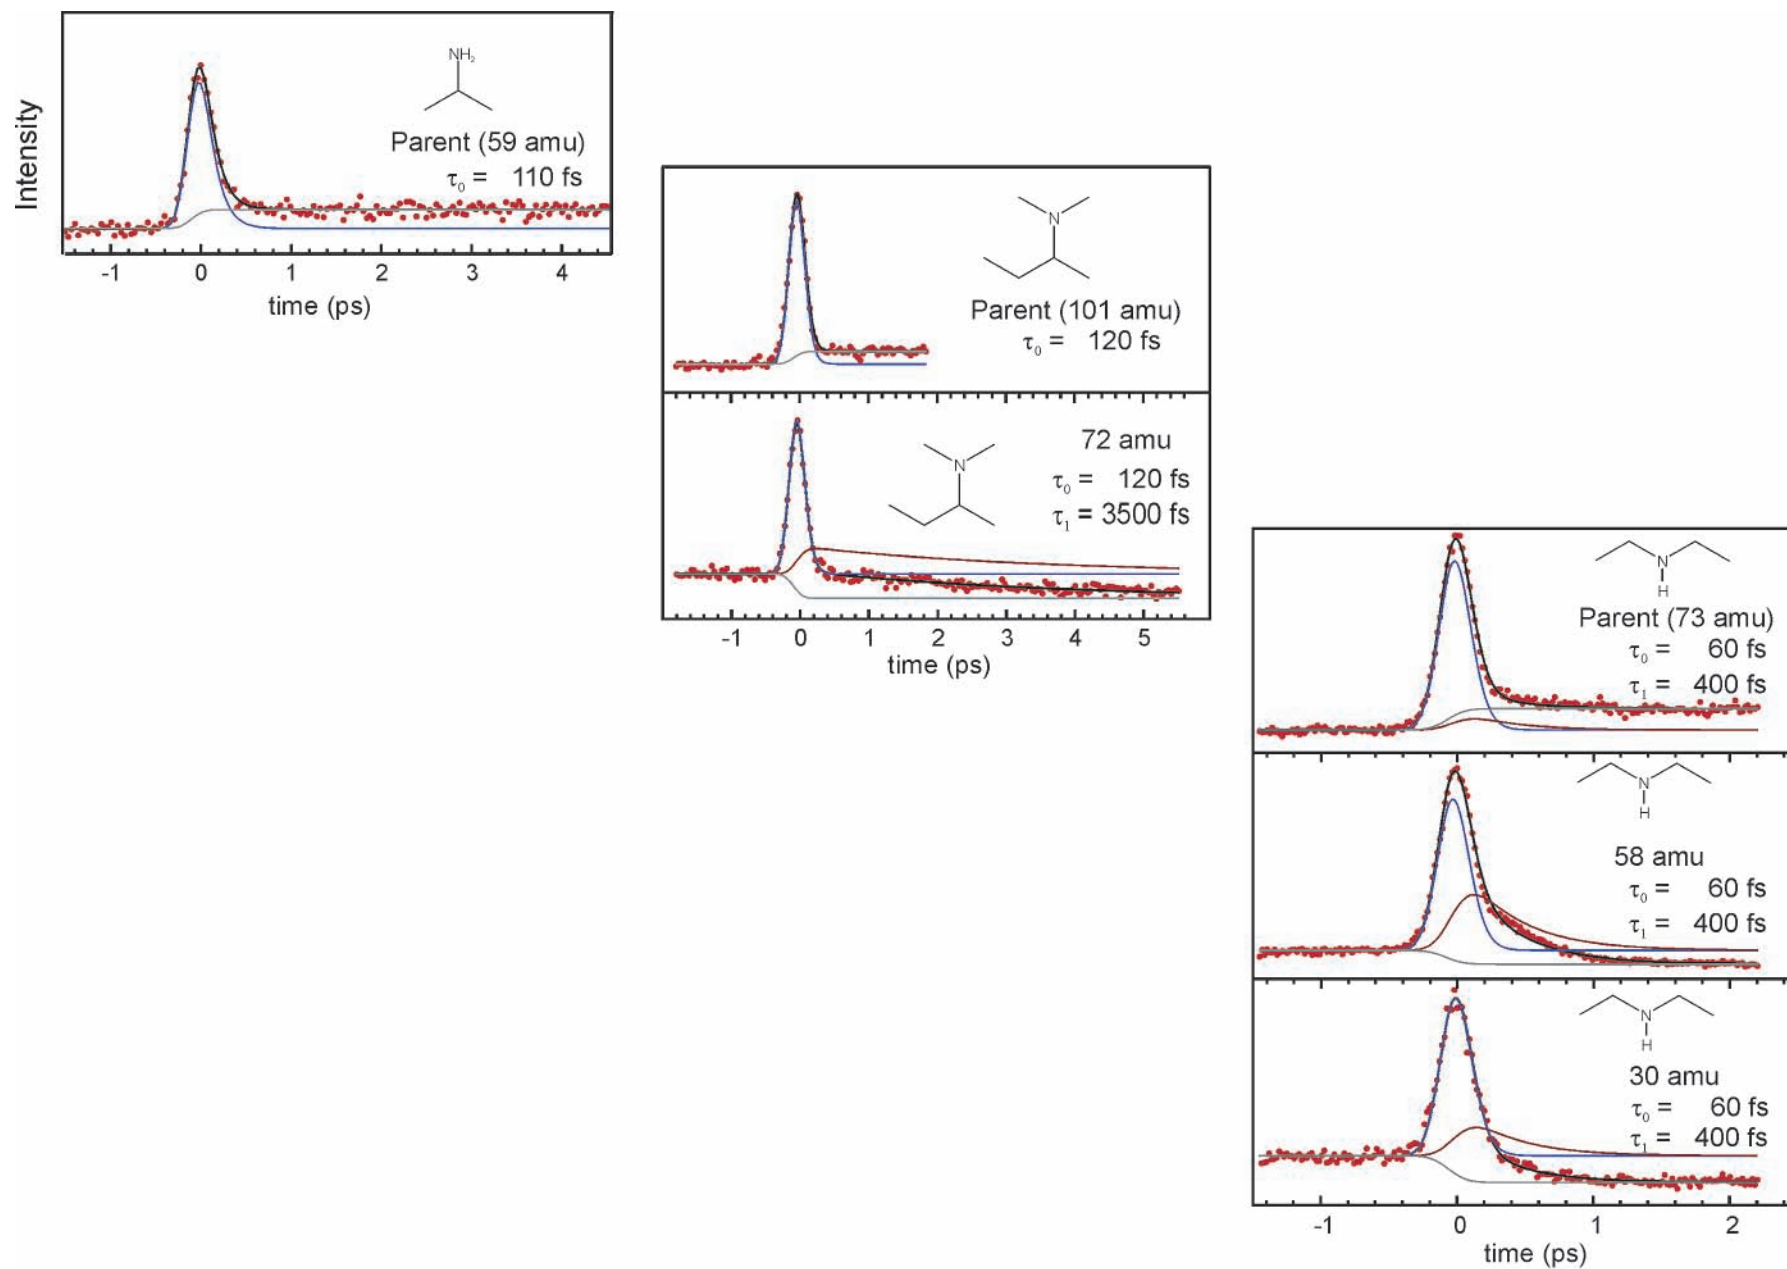 Intensity
NH₂
Parent (59 amu)
τ₀ = 110 fs
-1 0 1 2 3 4
time (ps)
N
Parent (101 amu)
τ₀ = 120 fs
72 amu
N
τ₀ = 120 fs
τ₁ = 3500 fs
-1 0 1 2 3 4 5
time (ps)
N
H
Parent (73 amu)
τ₀ = 60 fs
τ₁ = 400 fs
N
H
58 amu
τ₀ = 60 fs
τ₁ = 400 fs
N
H
30 amu
τ₀ = 60 fs
τ₁ = 400 fs
-1 0 1 2
time (ps)